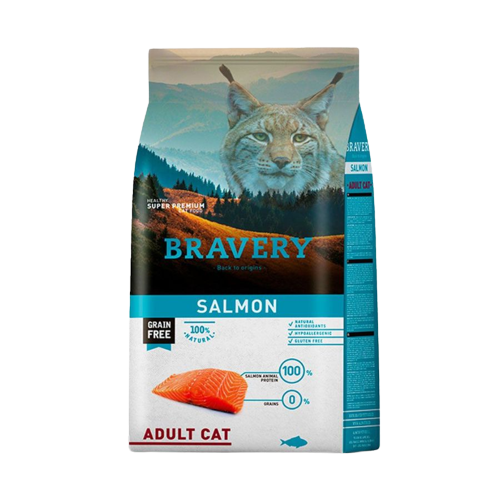 HEALTHY
SUPER PREMIUM
CAT FOOD
BRAVERY
· Back to origins ·
SALMON
GRAIN
FREE
100%
·NATURAL·
NATURAL
ANTIOXIDANTS
HYPOALLERGENIC
GLUTEN FREE
SALMON ANIMAL
PROTEIN
100 %
GRAINS
0 %
ADULT CAT
BRAVERY
SALMON
ADULT CAT